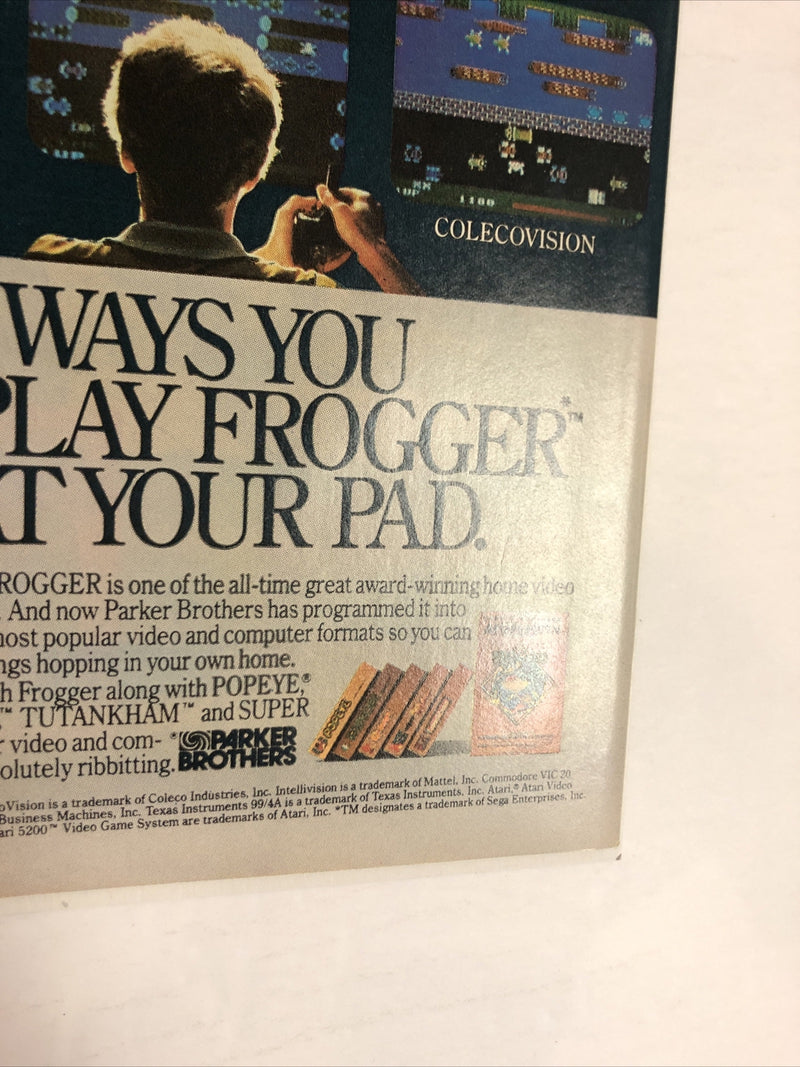 1100
COLECOVISION
WAYS YOU
PLAY FROGGER*™
AT YOUR PAD.
ROGGER is one of the all-time great award-winning home video
. And now Parker Brothers has programmed it into
most popular video and computer formats so you can
ngs hopping in your own home.
h Frogger along with POPEYE,®
™ TUTANKHAM™ and SUPER
r video and com-
olutely ribbitting.
PARKER
BROTHERS
oVision is a trademark of Coleco Industries, Inc. Intellivision is a trademark of Mattel, Inc. Commodore VIC 20
Business Machines, Inc. Texas Instruments 99/4A is a trademark of Texas Instruments, Inc. Atari,® Atari Video
ari 5200™ Video Game System are trademarks of Atari, Inc. *TM designates a trademark of Sega Enterprises, Inc.